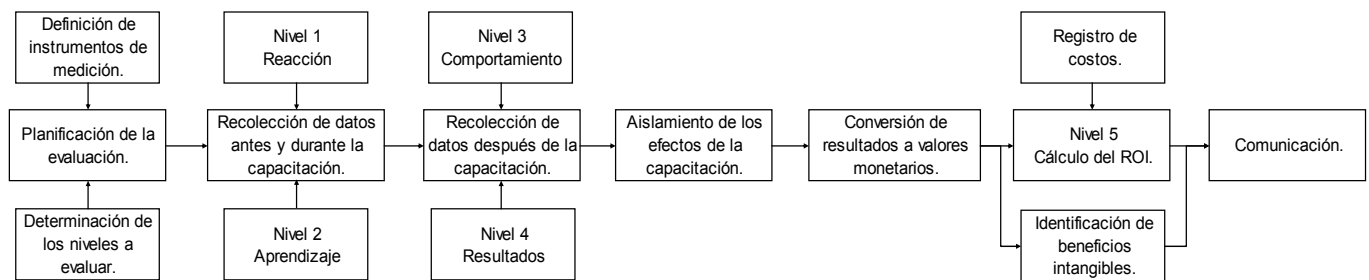 Definición de
instrumentos de
medición.
Nivel 1
Reacción
Nivel 3
Comportamiento
Registro de
costos.
Planificación de la
evaluación.
Recolección de datos
antes y durante la
capacitación.
Recolección de
datos después de la
capacitación.
Aislamiento de los
efectos de la
capacitación.
Conversión de
resultados a valores
monetarios.
Nivel 5
Cálculo del ROI.
Comunicación.
Determinación de
los niveles a
evaluar.
Nivel 2
Aprendizaje
Nivel 4
Resultados
Identificación de
beneficios
intangibles.